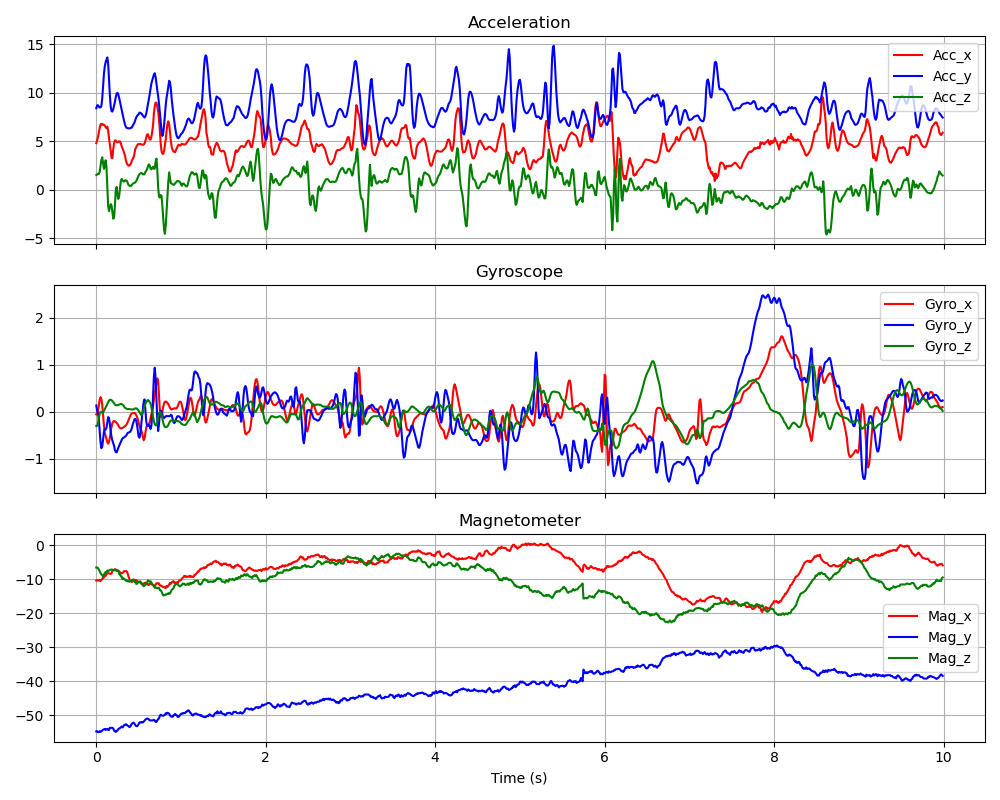 Acceleration
15
10
5
0
−5
Acc_x
Acc_y
Acc_z
Gyroscope
2
1
0
−1
Gyro_x
Gyro_y
Gyro_z
Magnetometer
0
−10
−20
−30
−40
−50
Mag_x
Mag_y
Mag_z
0 2 4 6 8 10
Time (s)